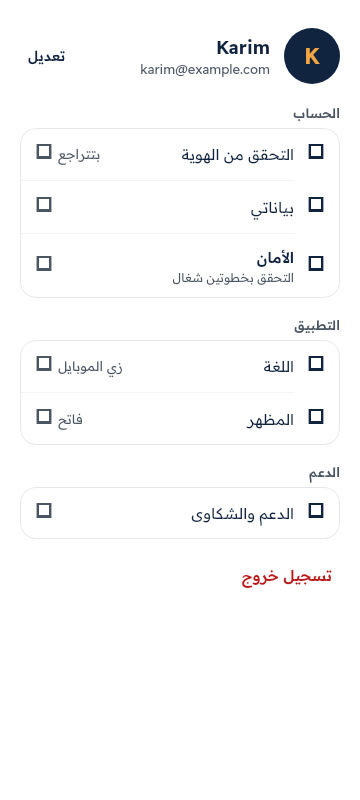 K
Karim
karim@example.com
تعديل
الحساب
التحقق من الهوية
بتتراجع
بياناتي
الأمان
التحقق بخطوتين شغال
التطبيق
اللغة
زي الموبايل
المظهر
فاتح
الدعم
الدعم والشكاوى
تسجيل خروج